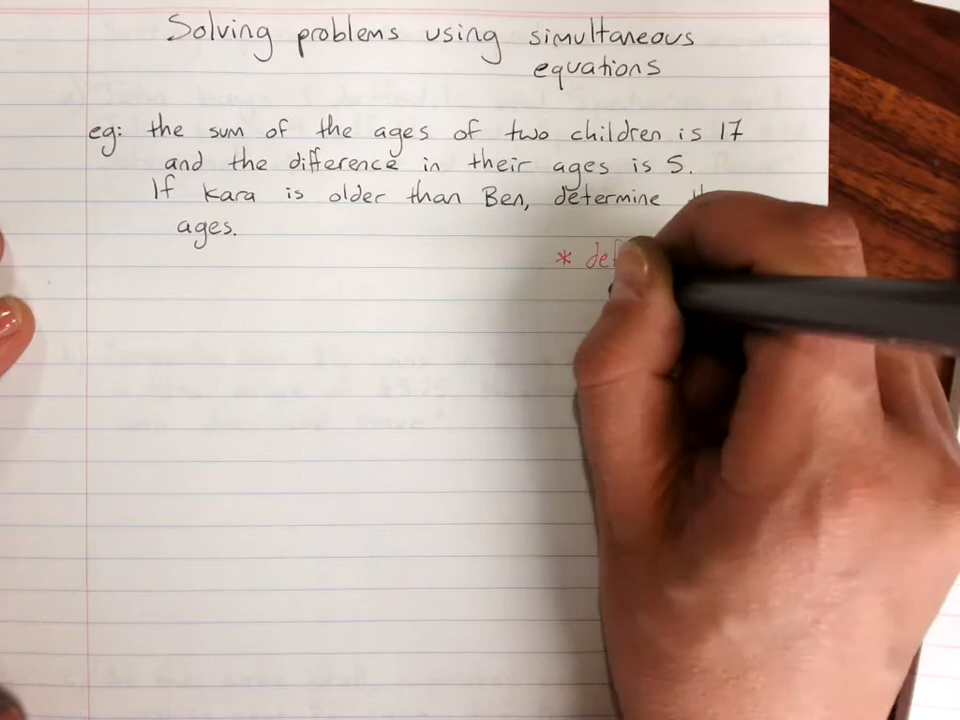 Solving problems using simultaneous
equations
eg: the sum of the ages of two children is 17
and the difference in their ages is 5.
If Kara is older than Ben, determine
ages.
*